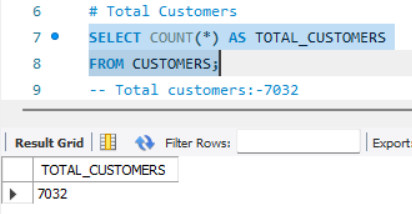 6 # Total Customers
7 SELECT COUNT(*) AS TOTAL_CUSTOMERS
8 FROM CUSTOMERS;
9 -- Total customers:-7032
Result Grid Filter Rows: Export:
TOTAL_CUSTOMERS
7032